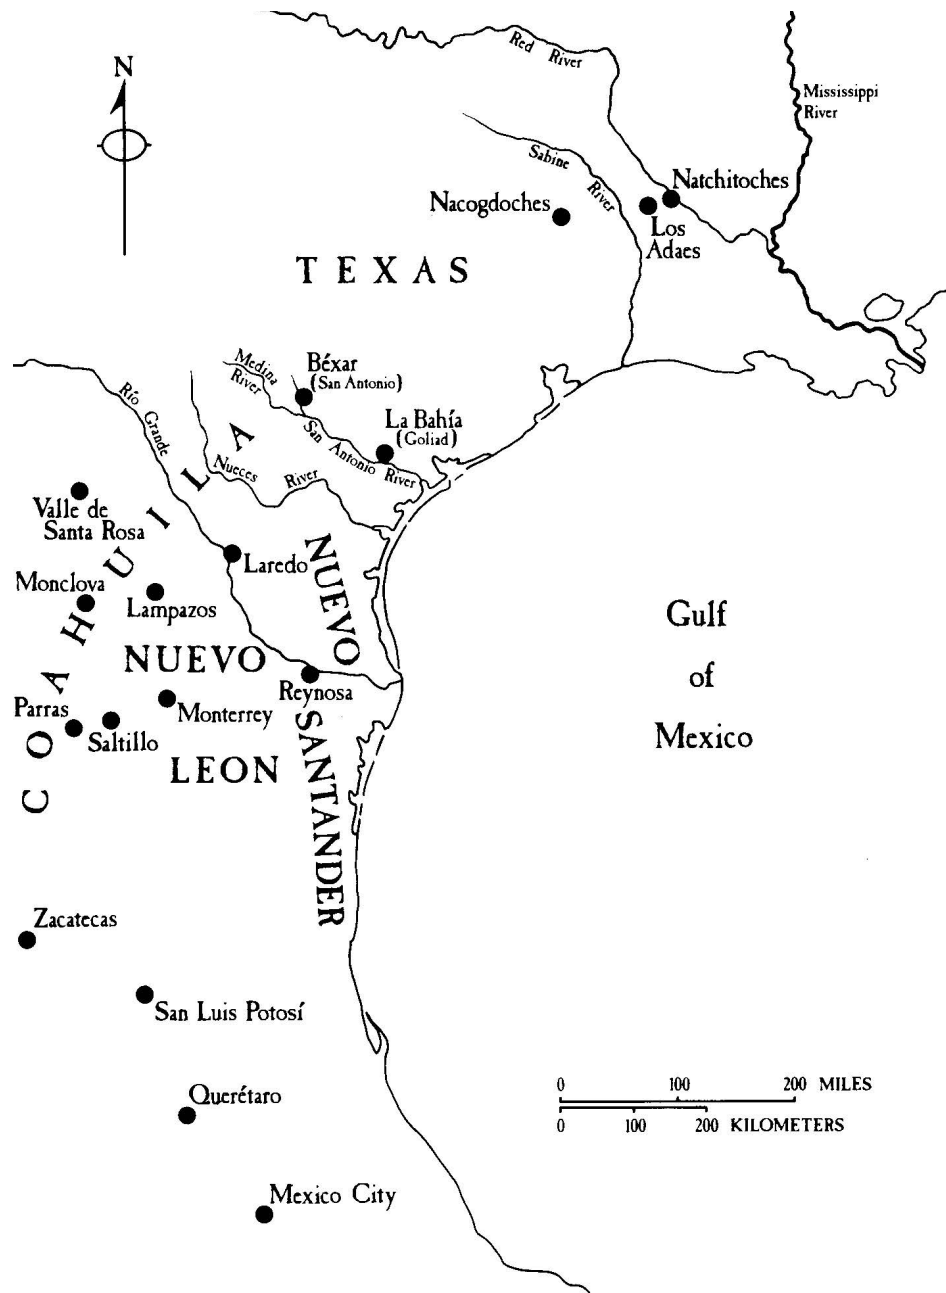 N
Red River
Mississippi
River
Sabine
River
Natchitoches
Nacogdoches
Los
Adaes
TEXAS
Medina
River
Béxar
(San Antonio)
Río Grande
La Bahía
(Goliad)
San Antonio River
Nueces River
COAHUILA
Valle de
Santa Rosa
Laredo
NUEVO
SANTANDER
Monclova
Lampazos
Gulf
of
Mexico
NUEVO
LEON
Reynosa
Parras
Monterrey
Saltillo
Zacatecas
San Luis Potosí
Querétaro
0 100 200 MILES
0 100 200 KILOMETERS
Mexico City